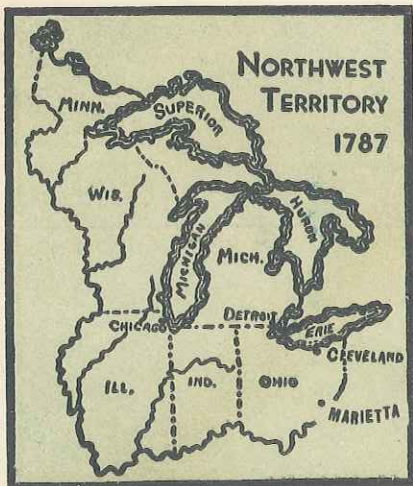 NORTHWEST
TERRITORY
1787
MINN.
SUPERIOR
WIS.
MICHIGAN
HURON
MICH.
CHICAGO
DETROIT
ERIE
CLEVELAND
ILL.
IND.
OHIO
MARIETTA